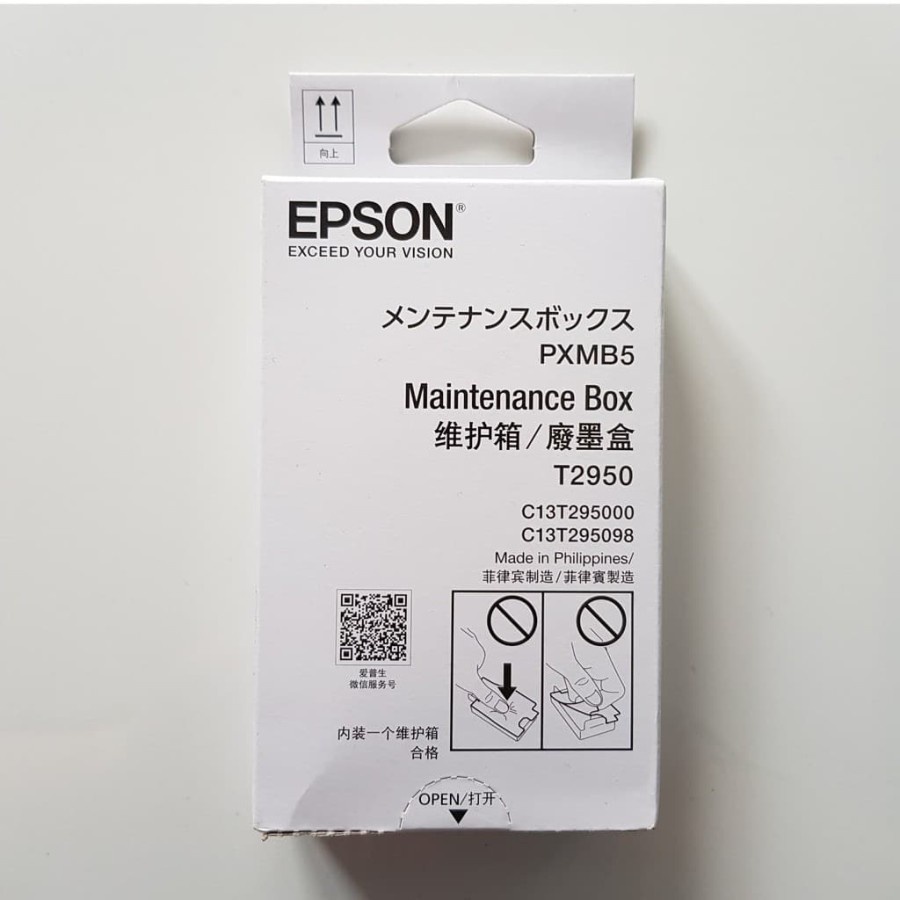 向上
EPSON®
EXCEED YOUR VISION
メンテナンスボックス
PXMB5
Maintenance Box
维护箱/廢墨盒
T2950
C13T295000
C13T295098
Made in Philippines/
菲律宾制造/菲律賓製造
爱普生
微信服务号
内装一个维护箱
合格
OPEN/打开